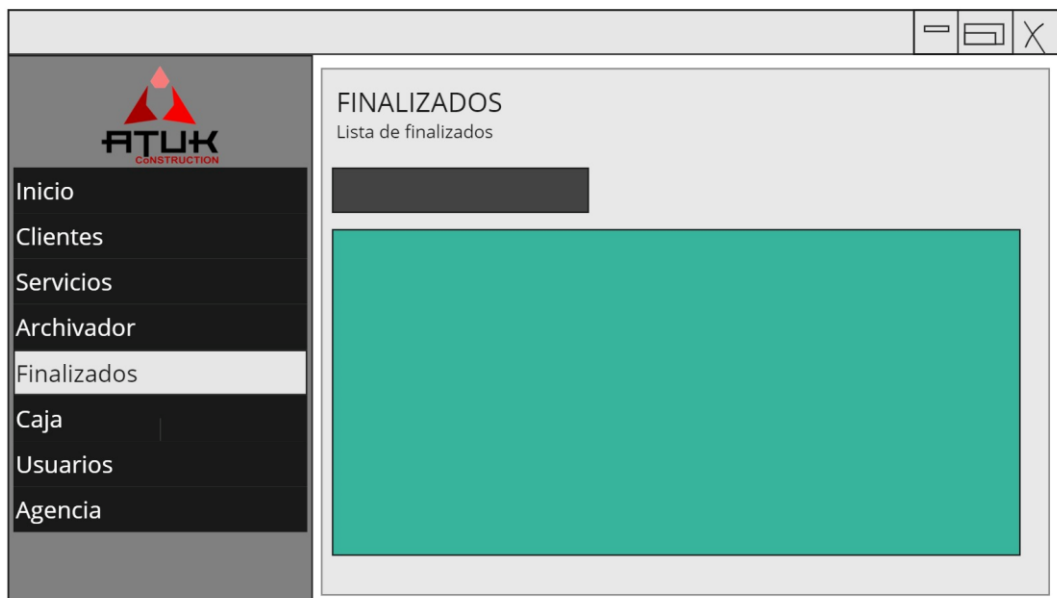 ATUK
CONSTRUCTION
Inicio
Clientes
Servicios
Archivador
Finalizados
Caja
Usuarios
Agencia
FINALIZADOS
Lista de finalizados